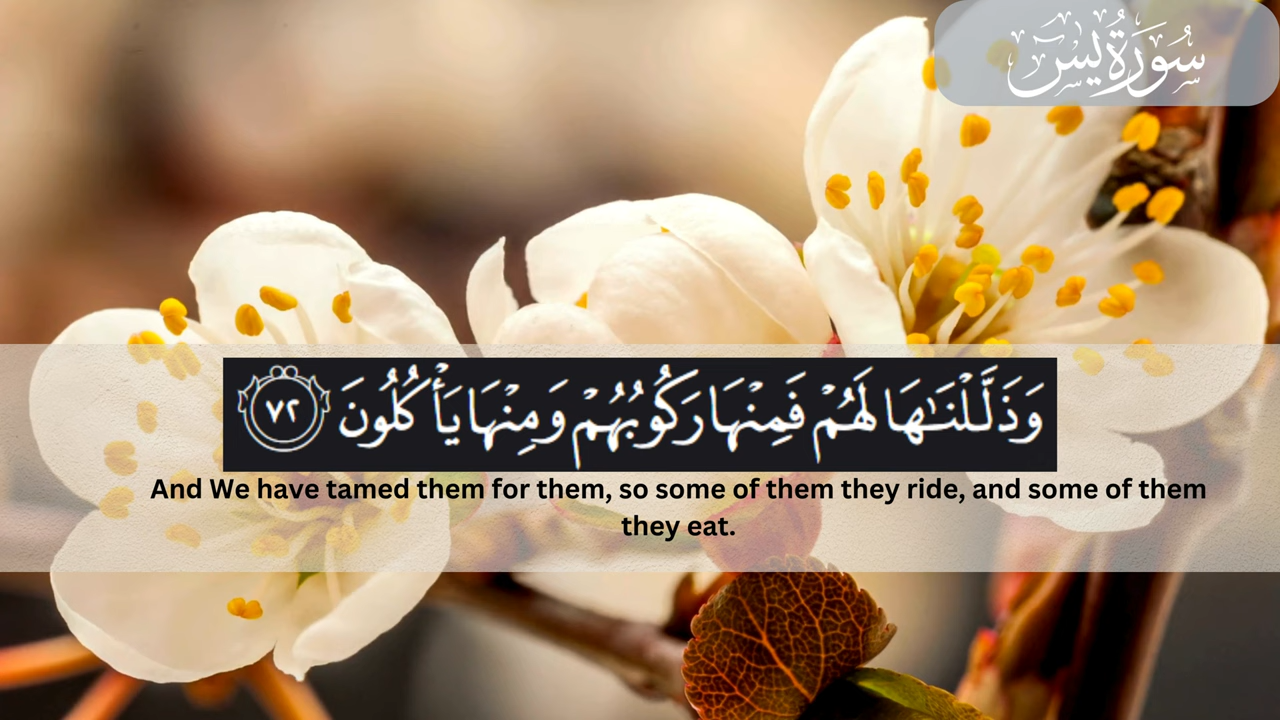 سُورَةُ يسٓ
وَذَلَّلْنَـٰهَا لَهُمْ فَمِنْهَا رَكُوبُهُمْ وَمِنْهَا يَأْكُلُونَ ٧٢
And We have tamed them for them, so some of them they ride, and some of them
they eat.